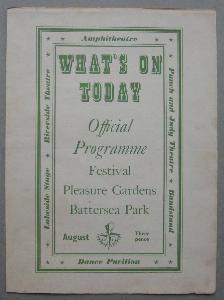 Amphitheatre
WHAT'S ON
TODAY
Official
Programme
Festival
Pleasure Gardens
Battersea Park
August
Three
pence
Riverside Theatre
Lakeside Stage
Punch and Judy Theatre
Bandstand
Dance Pavilion